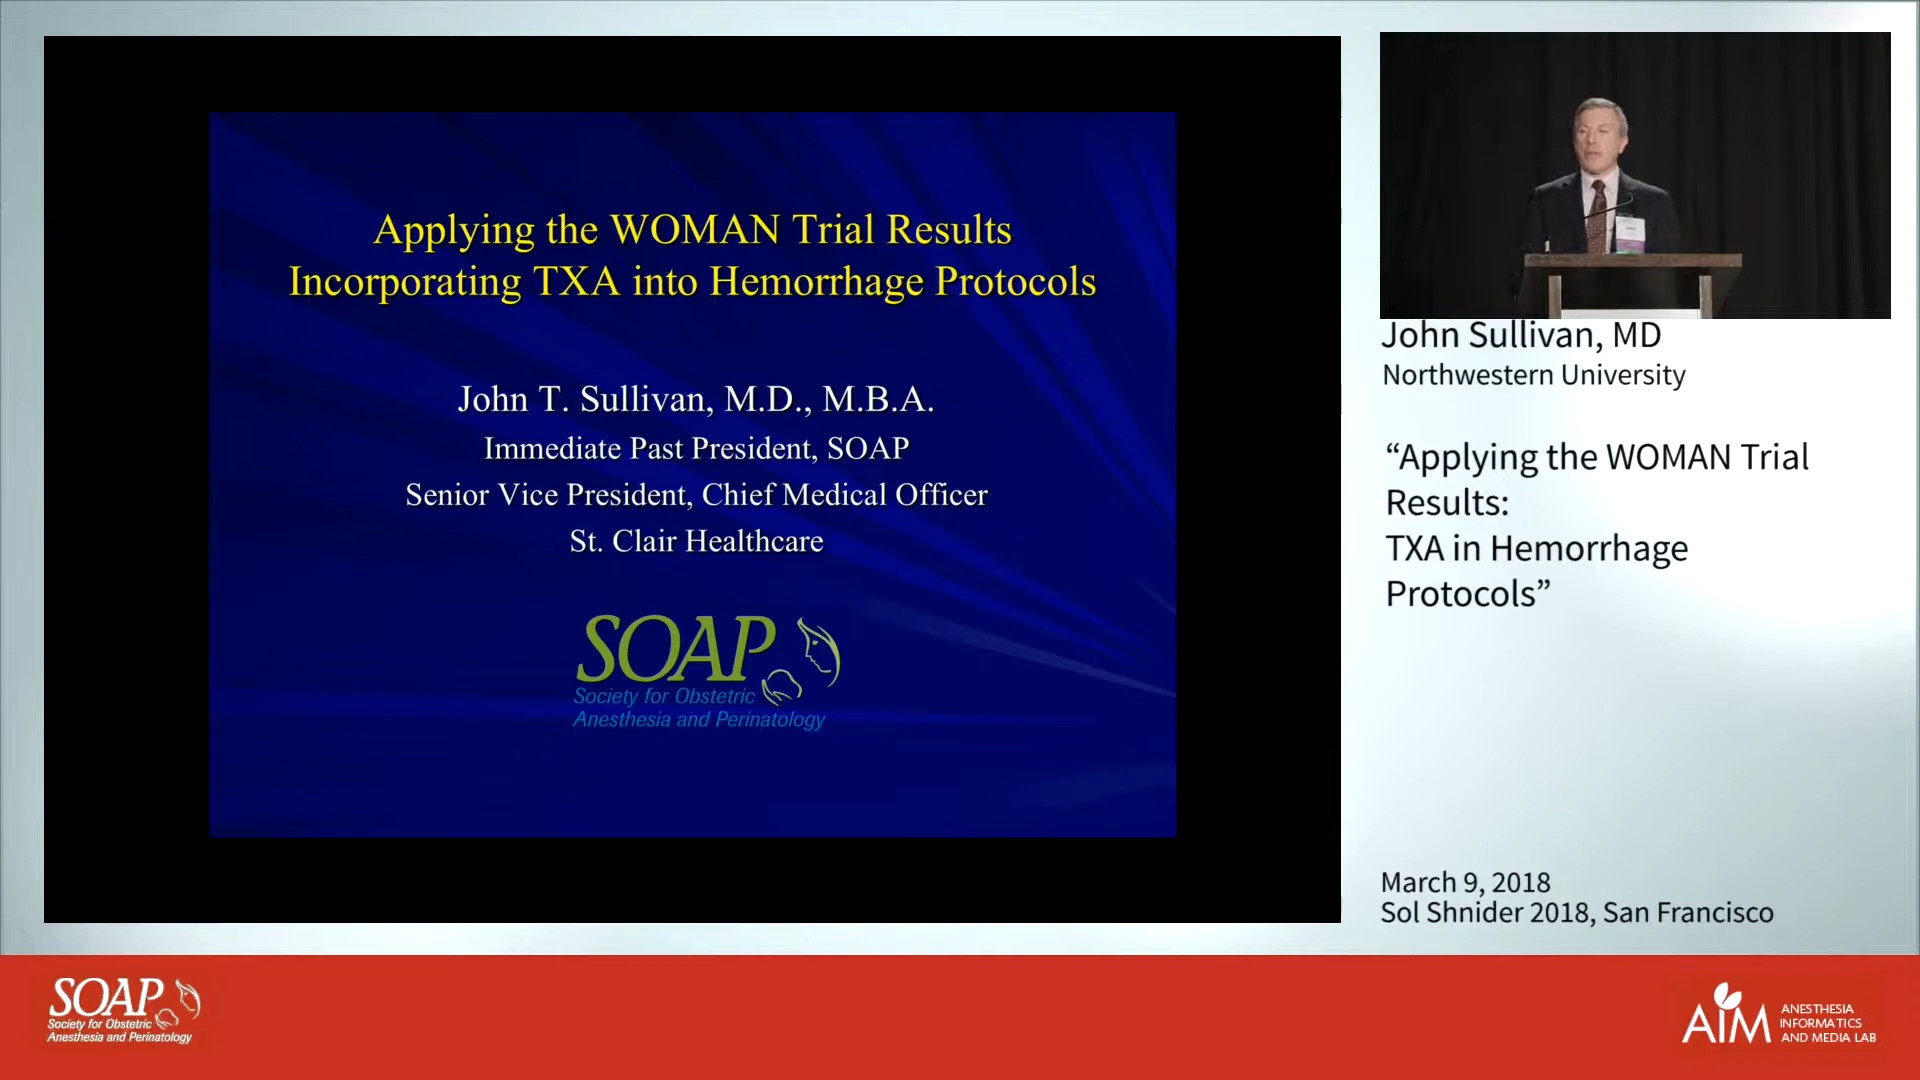 Applying the WOMAN Trial Results
Incorporating TXA into Hemorrhage Protocols
John T. Sullivan, M.D., M.B.A.
Immediate Past President, SOAP
Senior Vice President, Chief Medical Officer
St. Clair Healthcare
SOAP
Society for Obstetric
Anesthesia and Perinatology
John Sullivan, MD
Northwestern University
“Applying the WOMAN Trial
Results:
TXA in Hemorrhage
Protocols”
March 9, 2018
Sol Shnider 2018, San Francisco
SOAP
Society for Obstetric
Anesthesia and Perinatology
AIM
ANESTHESIA
INFORMATICS
AND MEDIA LAB